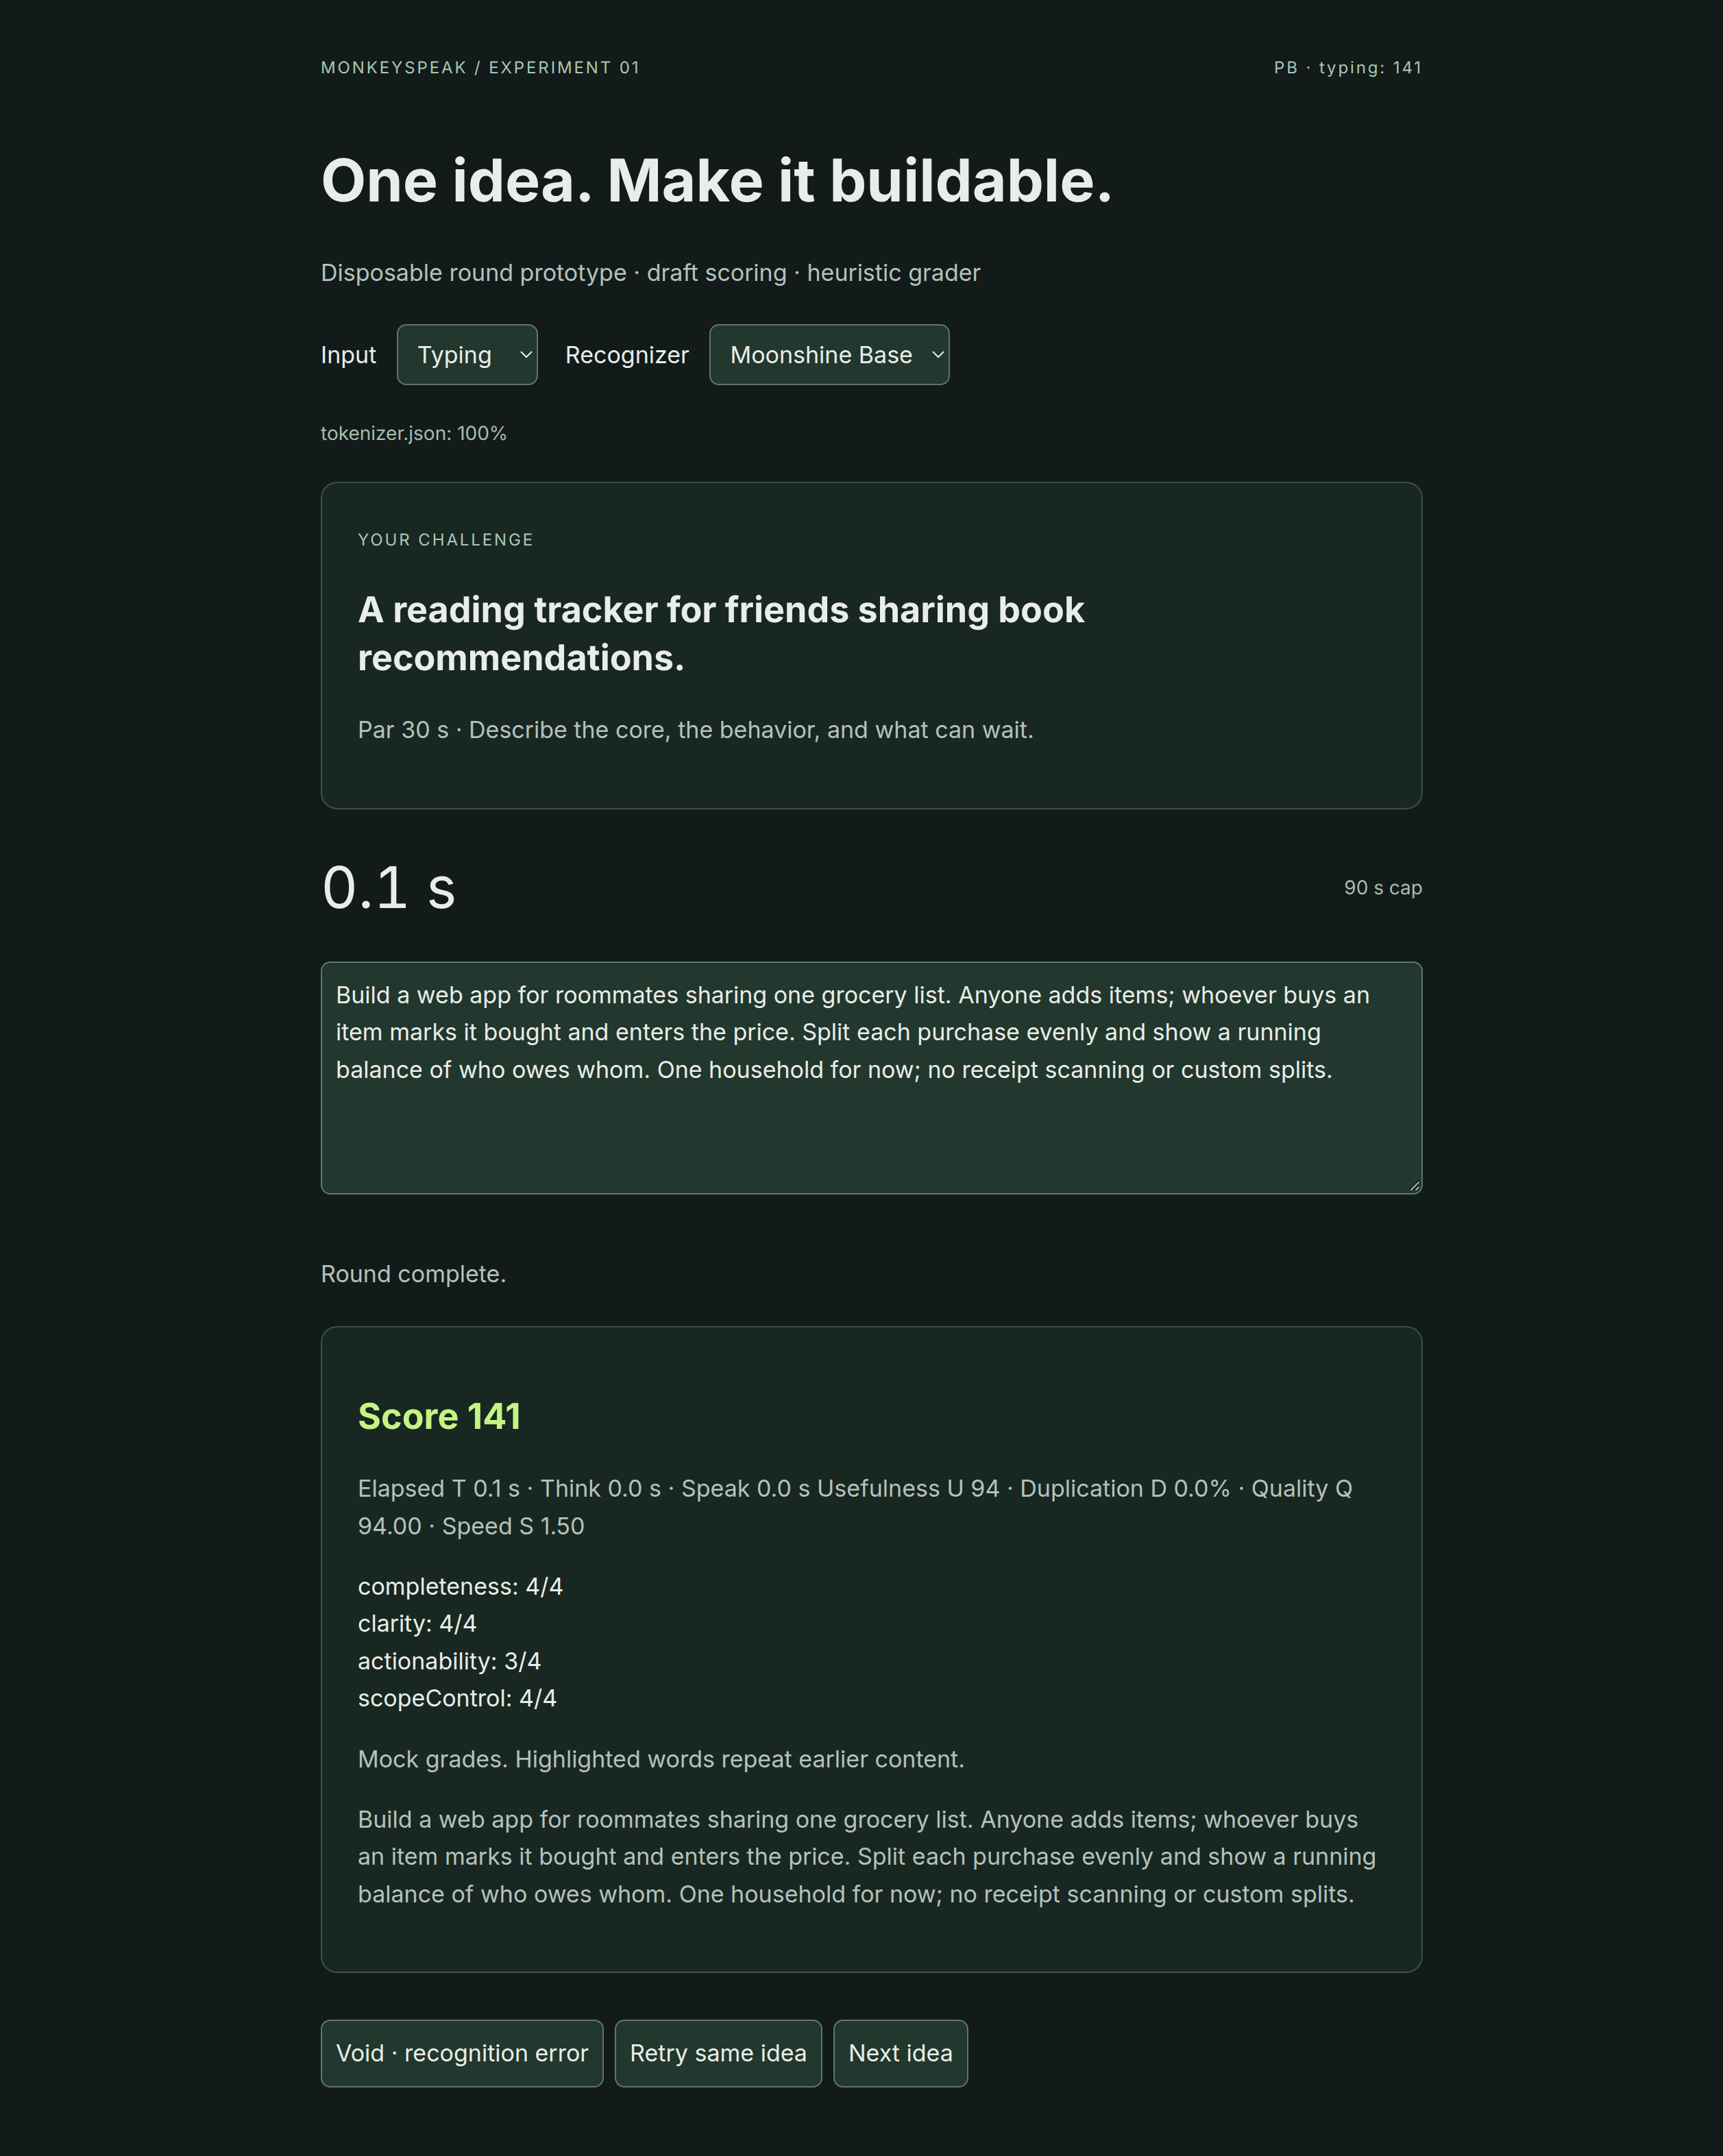 MONKEYSPEAK / EXPERIMENT 01
PB · typing: 141
One idea. Make it buildable.
Disposable round prototype · draft scoring · heuristic grader
Input Typing Recognizer Moonshine Base
tokenizer.json: 100%
YOUR CHALLENGE
A reading tracker for friends sharing book
recommendations.
Par 30 s · Describe the core, the behavior, and what can wait.
0.1 s
90 s cap
Build a web app for roommates sharing one grocery list. Anyone adds items; whoever buys an
item marks it bought and enters the price. Split each purchase evenly and show a running
balance of who owes whom. One household for now; no receipt scanning or custom splits.
Round complete.
Score 141
Elapsed T 0.1 s · Think 0.0 s · Speak 0.0 s Usefulness U 94 · Duplication D 0.0% · Quality Q
94.00 · Speed S 1.50
completeness: 4/4
clarity: 4/4
actionability: 3/4
scopeControl: 4/4
Mock grades. Highlighted words repeat earlier content.
Build a web app for roommates sharing one grocery list. Anyone adds items; whoever buys
an item marks it bought and enters the price. Split each purchase evenly and show a running
balance of who owes whom. One household for now; no receipt scanning or custom splits.
Void · recognition error Retry same idea Next idea